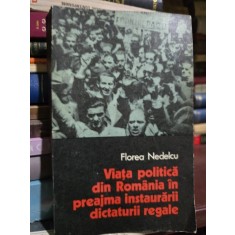 Florea Nedelcu
Viața politică
din România în
preajma instaurării
dictaturii regale